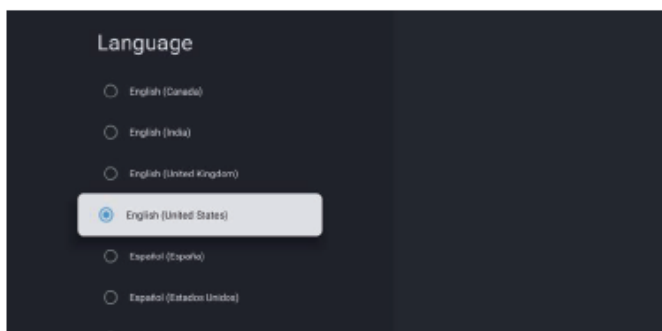 Language
English (Canada)
English (India)
English (United Kingdom)
English (United States)
Español (España)
Español (Estados Unidos)